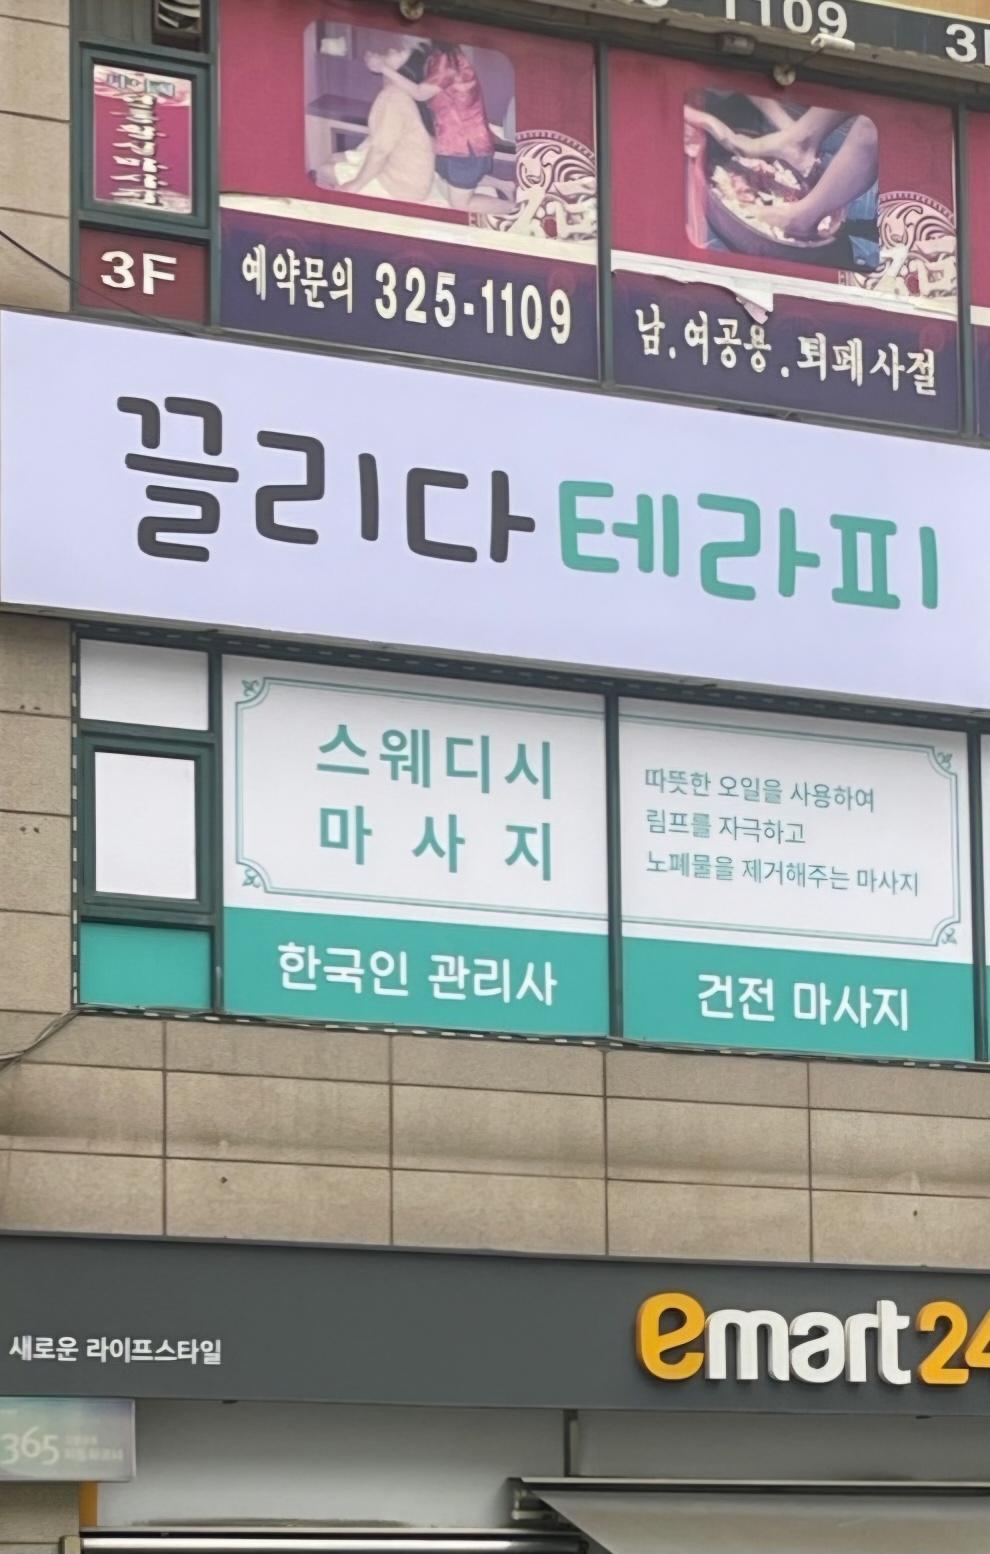 1109
3F
예약문의 325-1109
남.여공용.퇴폐사절
끌리다테라피
스웨디시
마 사 지
따뜻한 오일을 사용하여
림프를 자극하고
노폐물을 제거해주는 마사지
한국인 관리사
건전 마사지
새로운 라이프스타일
emart24
365